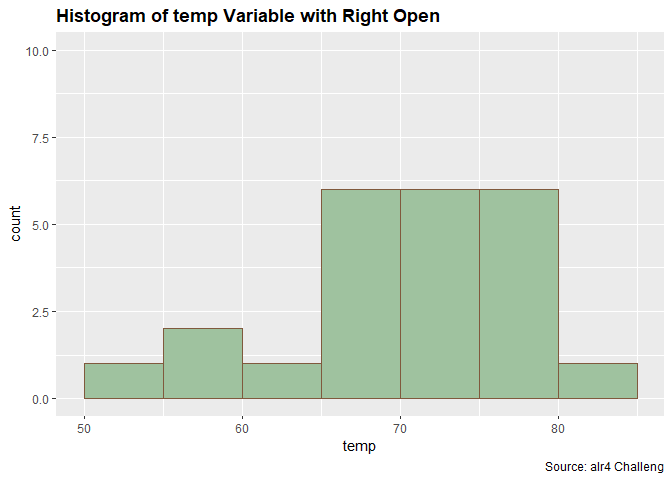 Histogram of temp Variable with Right Open
10.0
7.5
5.0
2.5
0.0
count
50 60 70 80
temp
Source: alr4 Challeng